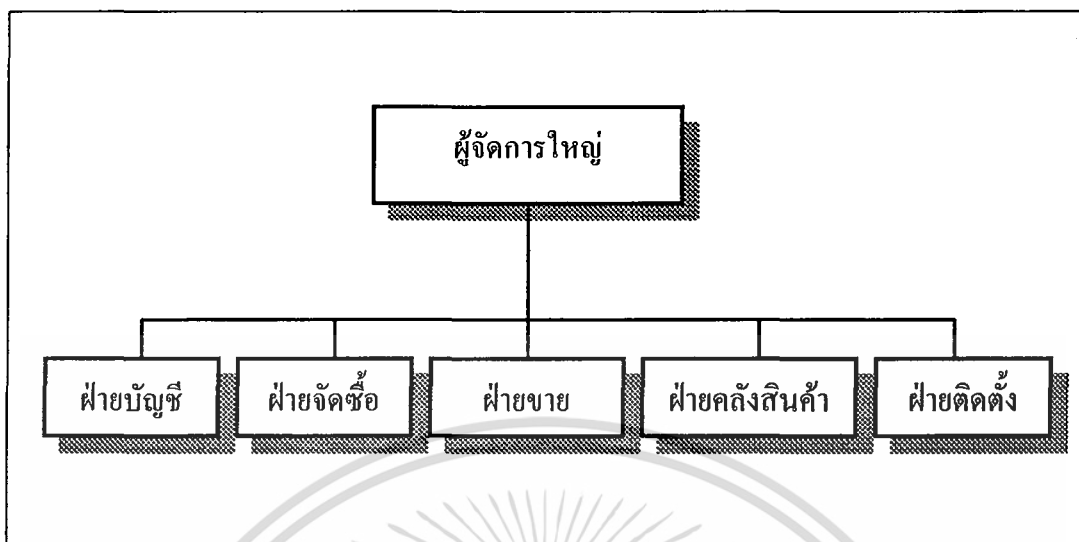 ผู้จัดการใหญ่
ฝ่ายบัญชี
ฝ่ายจัดซื้อ
ฝ่ายขาย
ฝ่ายคลังสินค้า
ฝ่ายติดตั้ง